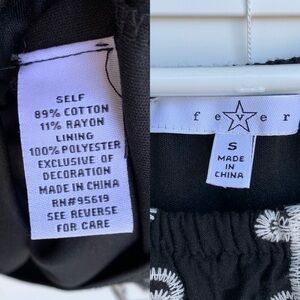 SELF
89% COTTON
11% RAYON
LINING
100% POLYESTER
EXCLUSIVE OF
DECORATION
MADE IN CHINA
RN#95619
SEE REVERSE
FOR CARE
fever
S
MADE IN
CHINA